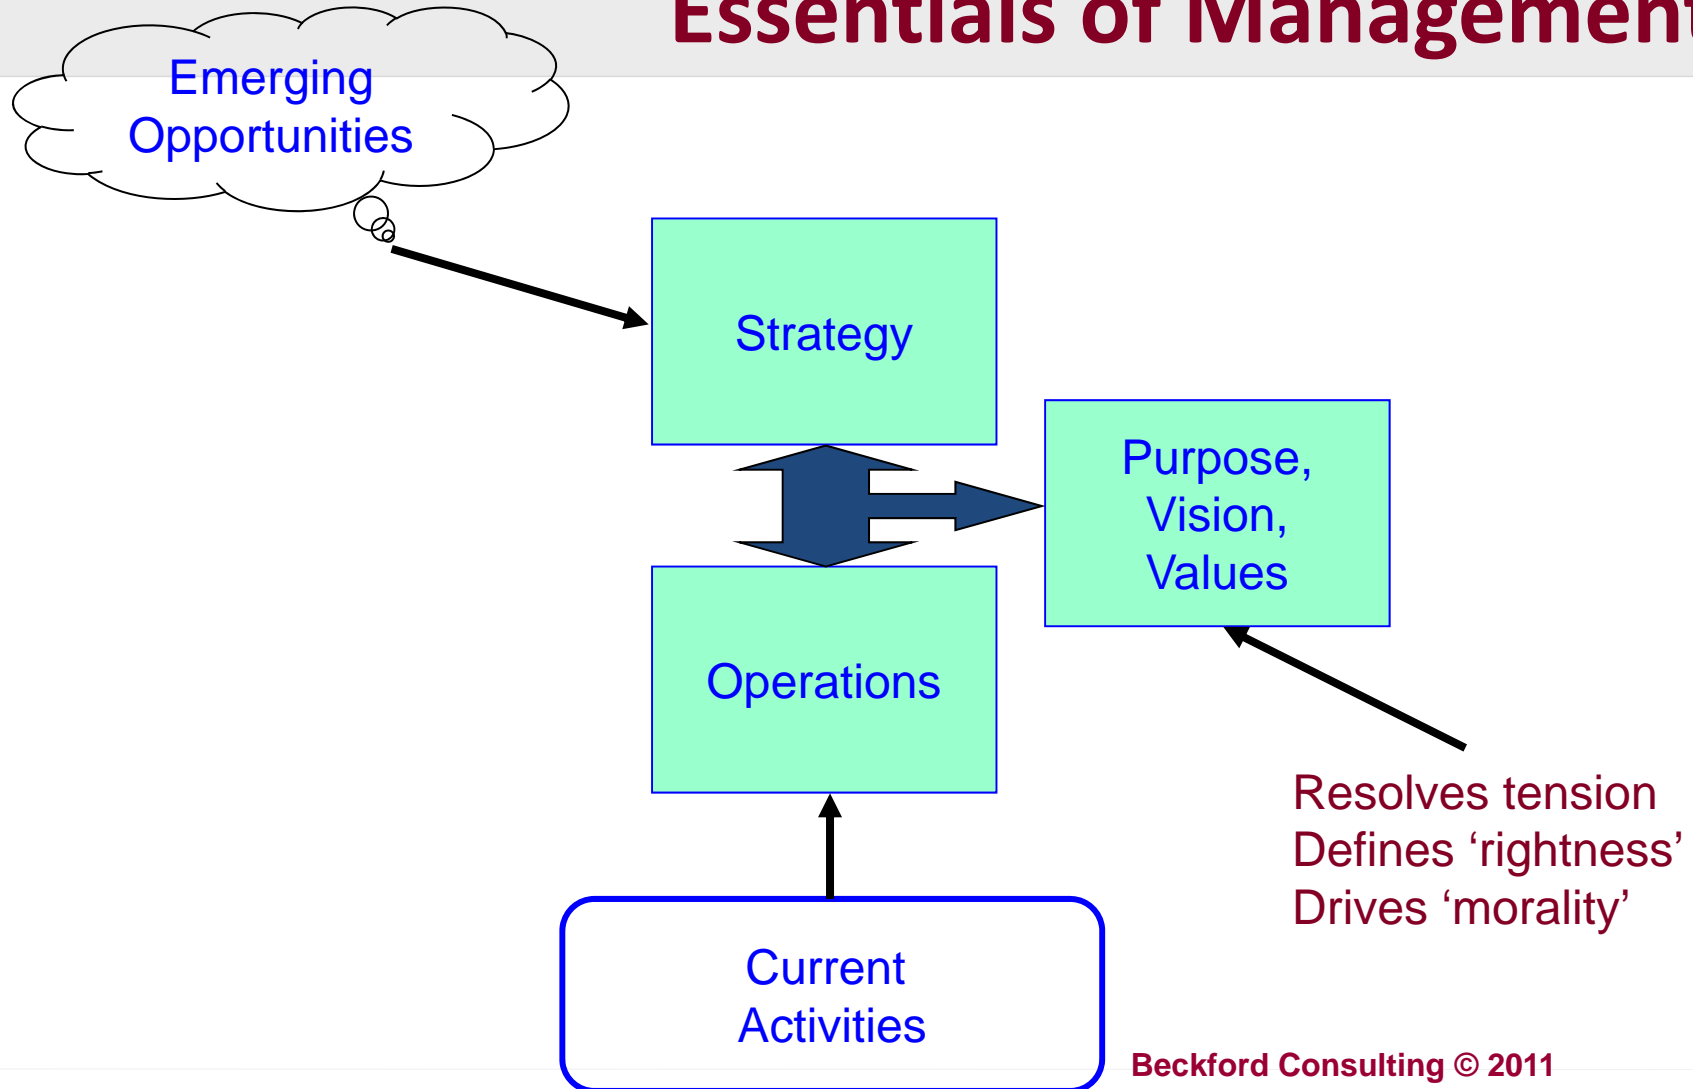 Essentials of Management
Emerging
Opportunities
Strategy
Purpose,
Vision,
Values
Operations
Resolves tension
Defines ‘rightness’
Drives ‘morality’
Current
Activities
Beckford Consulting © 2011